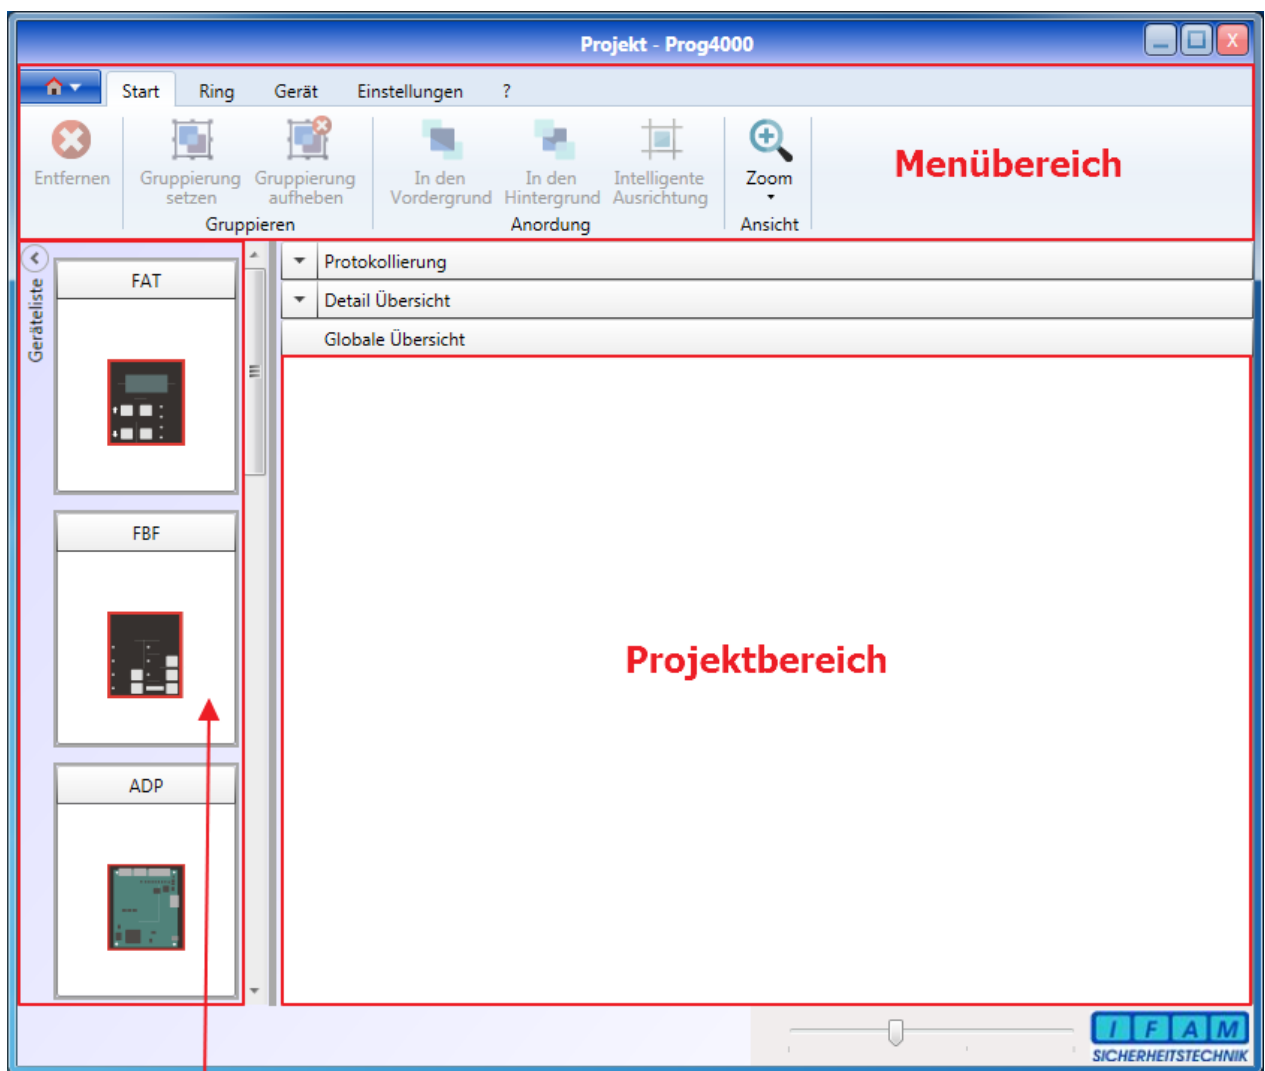 Projekt - Prog4000
Start Ring Gerät Einstellungen ?
Entfernen
Gruppierung setzen
Gruppierung aufheben
Gruppieren
In den Vordergrund
In den Hintergrund
Intelligente Ausrichtung
Anordung
Zoom
Ansicht
Menübereich
Geräteliste
FAT
FBF
ADP
Protokollierung
Detail Übersicht
Globale Übersicht
Projektbereich
IFAM
SICHERHEITSTECHNIK